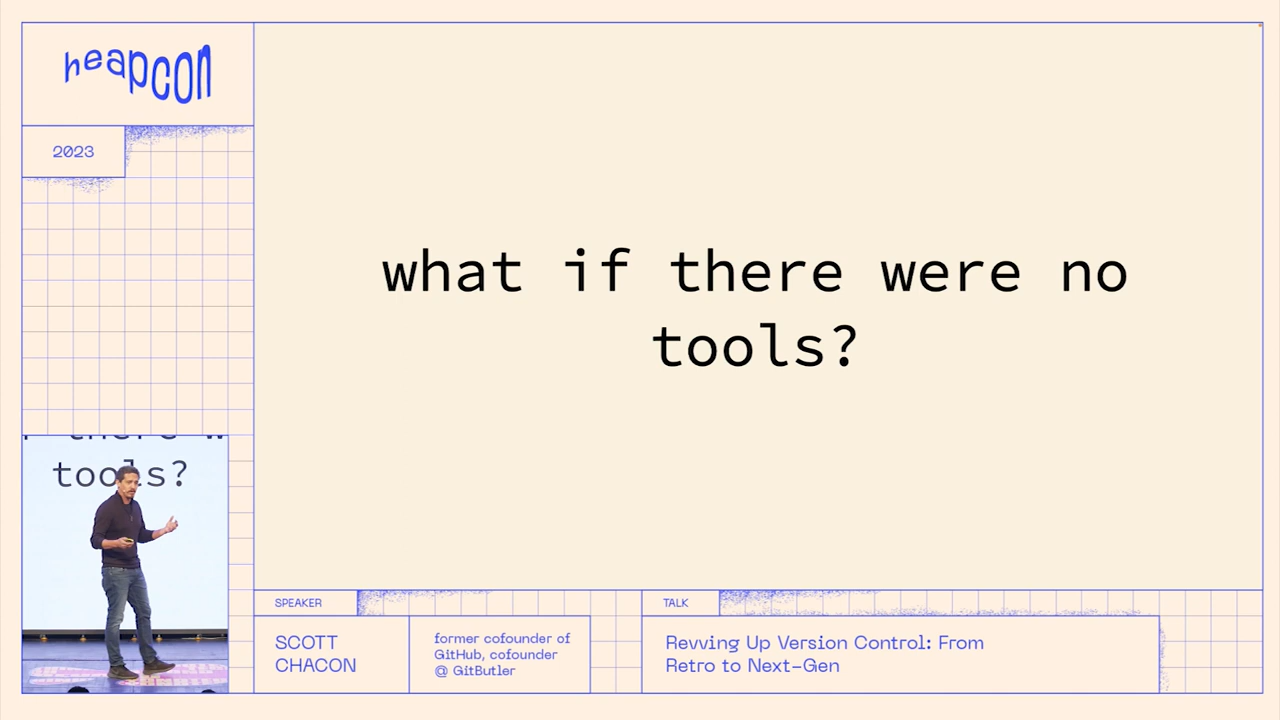 heapcon
2023
what if there were no
tools?
tools?
SPEAKER
SCOTT
CHACON
former cofounder of
GitHub, cofounder
@ GitButler
TALK
Revving Up Version Control: From
Retro to Next-Gen